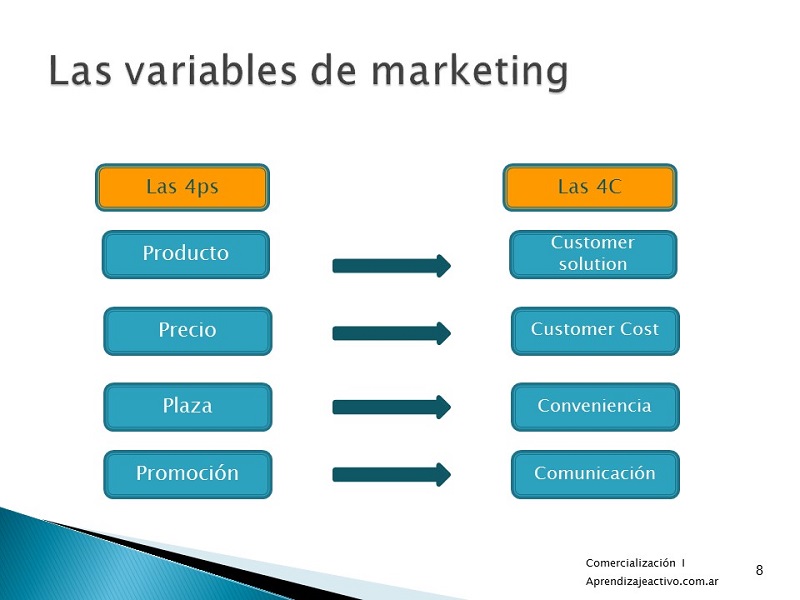 Las variables de marketing
Las 4ps
Las 4C
Producto
Customer
solution
Precio
Customer Cost
Plaza
Conveniencia
Promoción
Comunicación
Comercialización I
Aprendizajeactivo.com.ar
8